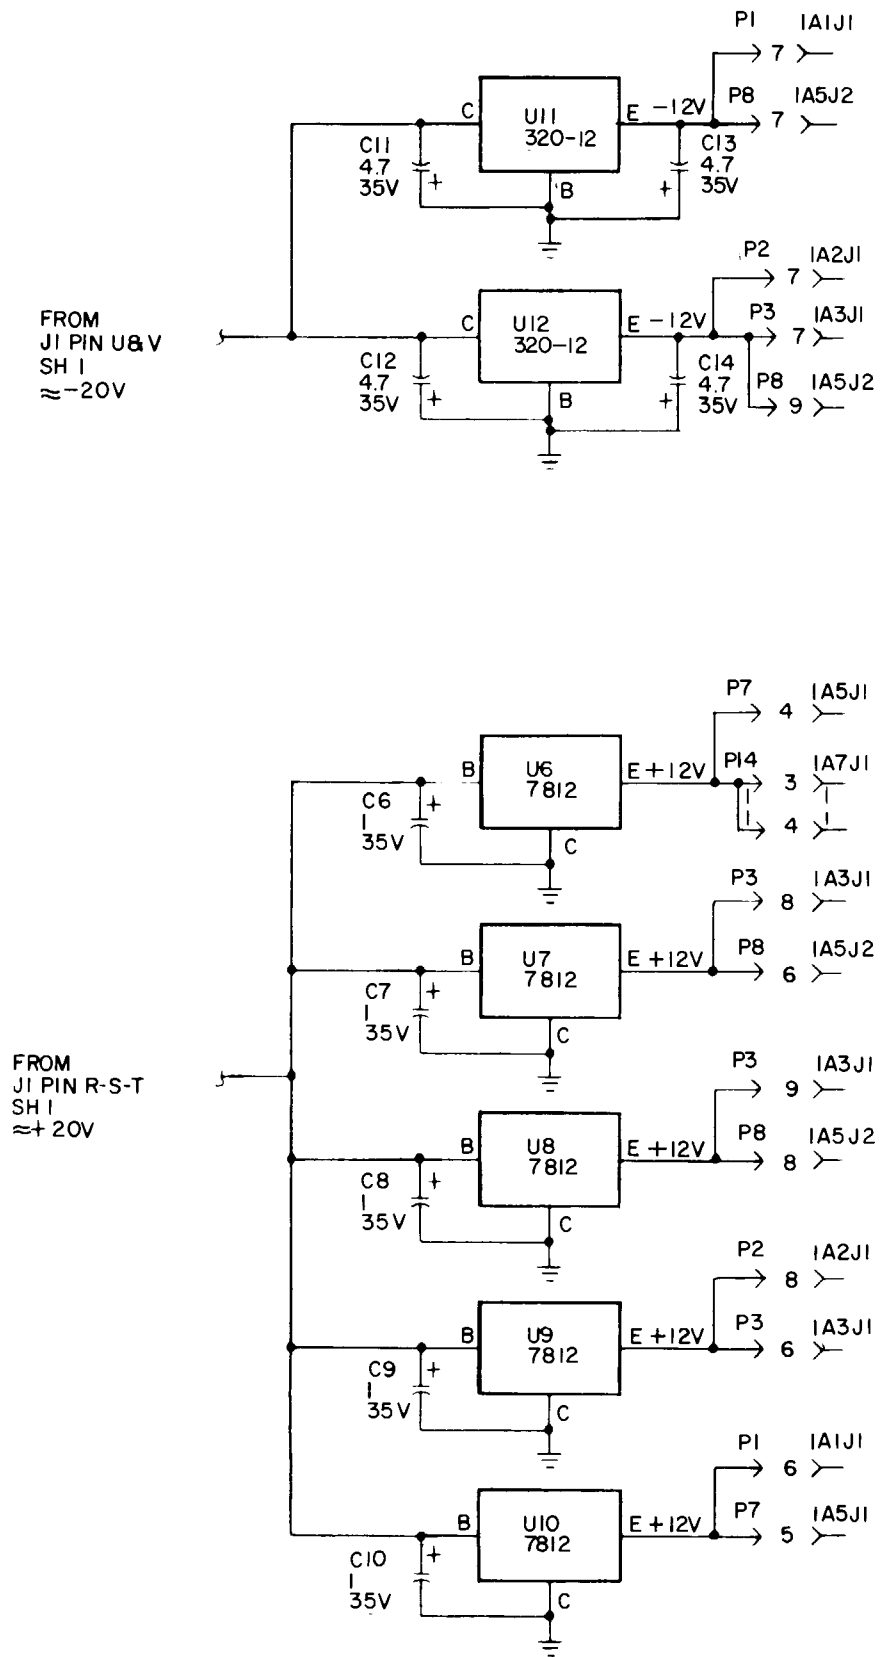 P1 1A1J1
7
P8 1A5J2
7
C U11 320-12 E -12V
B
C11
4.7
35V
+
C13
4.7
35V
+
P2 1A2J1
7
P3 1A3J1
7
P8 1A5J2
9
FROM
J1 PIN U&V
SH 1
≈-20V
C U12 320-12 E -12V
B
C12
4.7
35V
+
C14
4.7
35V
+
P7 1A5J1
4
P14 1A7J1
3
4
B U6 7812 E +12V
C
C6
1
35V
+
P3 1A3J1
8
P8 1A5J2
6
B U7 7812 E +12V
C
C7
1
35V
+
FROM
J1 PIN R-S-T
SH 1
≈+20V
P3 1A3J1
9
P8 1A5J2
8
B U8 7812 E +12V
C
C8
1
35V
+
P2 1A2J1
8
P3 1A3J1
6
B U9 7812 E +12V
C
C9
1
35V
+
P1 1A1J1
6
P7 1A5J1
5
B U10 7812 E +12V
C
C10
1
35V
+